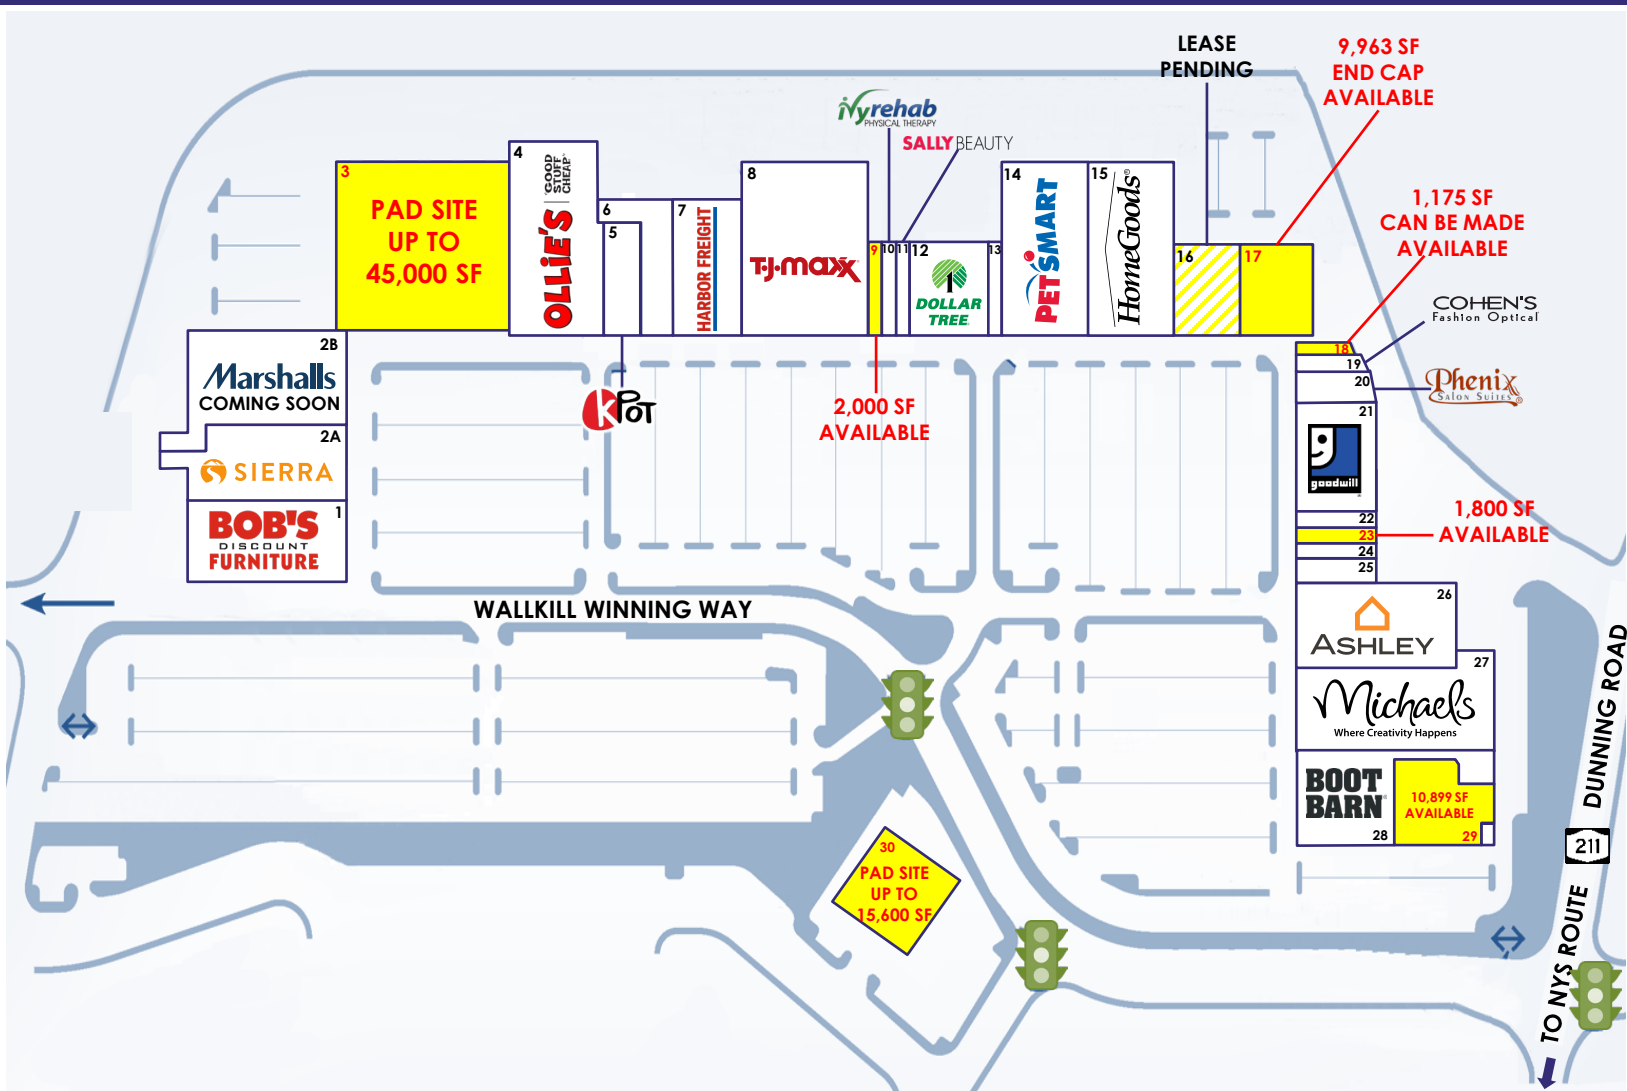 LEASE
PENDING
9,963 SF
END CAP
AVAILABLE
ivyrehab
PHYSICAL THERAPY
SALLY BEAUTY
1,175 SF
CAN BE MADE
AVAILABLE
3
PAD SITE
UP TO
45,000 SF
4
OLLIE'S
GOOD
STUFF
CHEAP
6
5
7
HARBOR FREIGHT
8
T·J·maxx
9
10
11
12
DOLLAR
TREE
13
14
PETSMART
15
HomeGoods®
16
17
COHEN'S
Fashion Optical
18
19
20
Phenix
SALON SUITES®
21
goodwill
2B
Marshalls
COMING SOON
2A
SIERRA
1
BOB'S
DISCOUNT
FURNITURE
KPOT
2,000 SF
AVAILABLE
22
23
1,800 SF
AVAILABLE
24
25
WALLKILL WINNING WAY
26
ASHLEY
27
Michaels
Where Creativity Happens
BOOT
BARN
28
10,899 SF
AVAILABLE
29
30
PAD SITE
UP TO
15,600 SF
DUNNING ROAD
211
TO NYS ROUTE